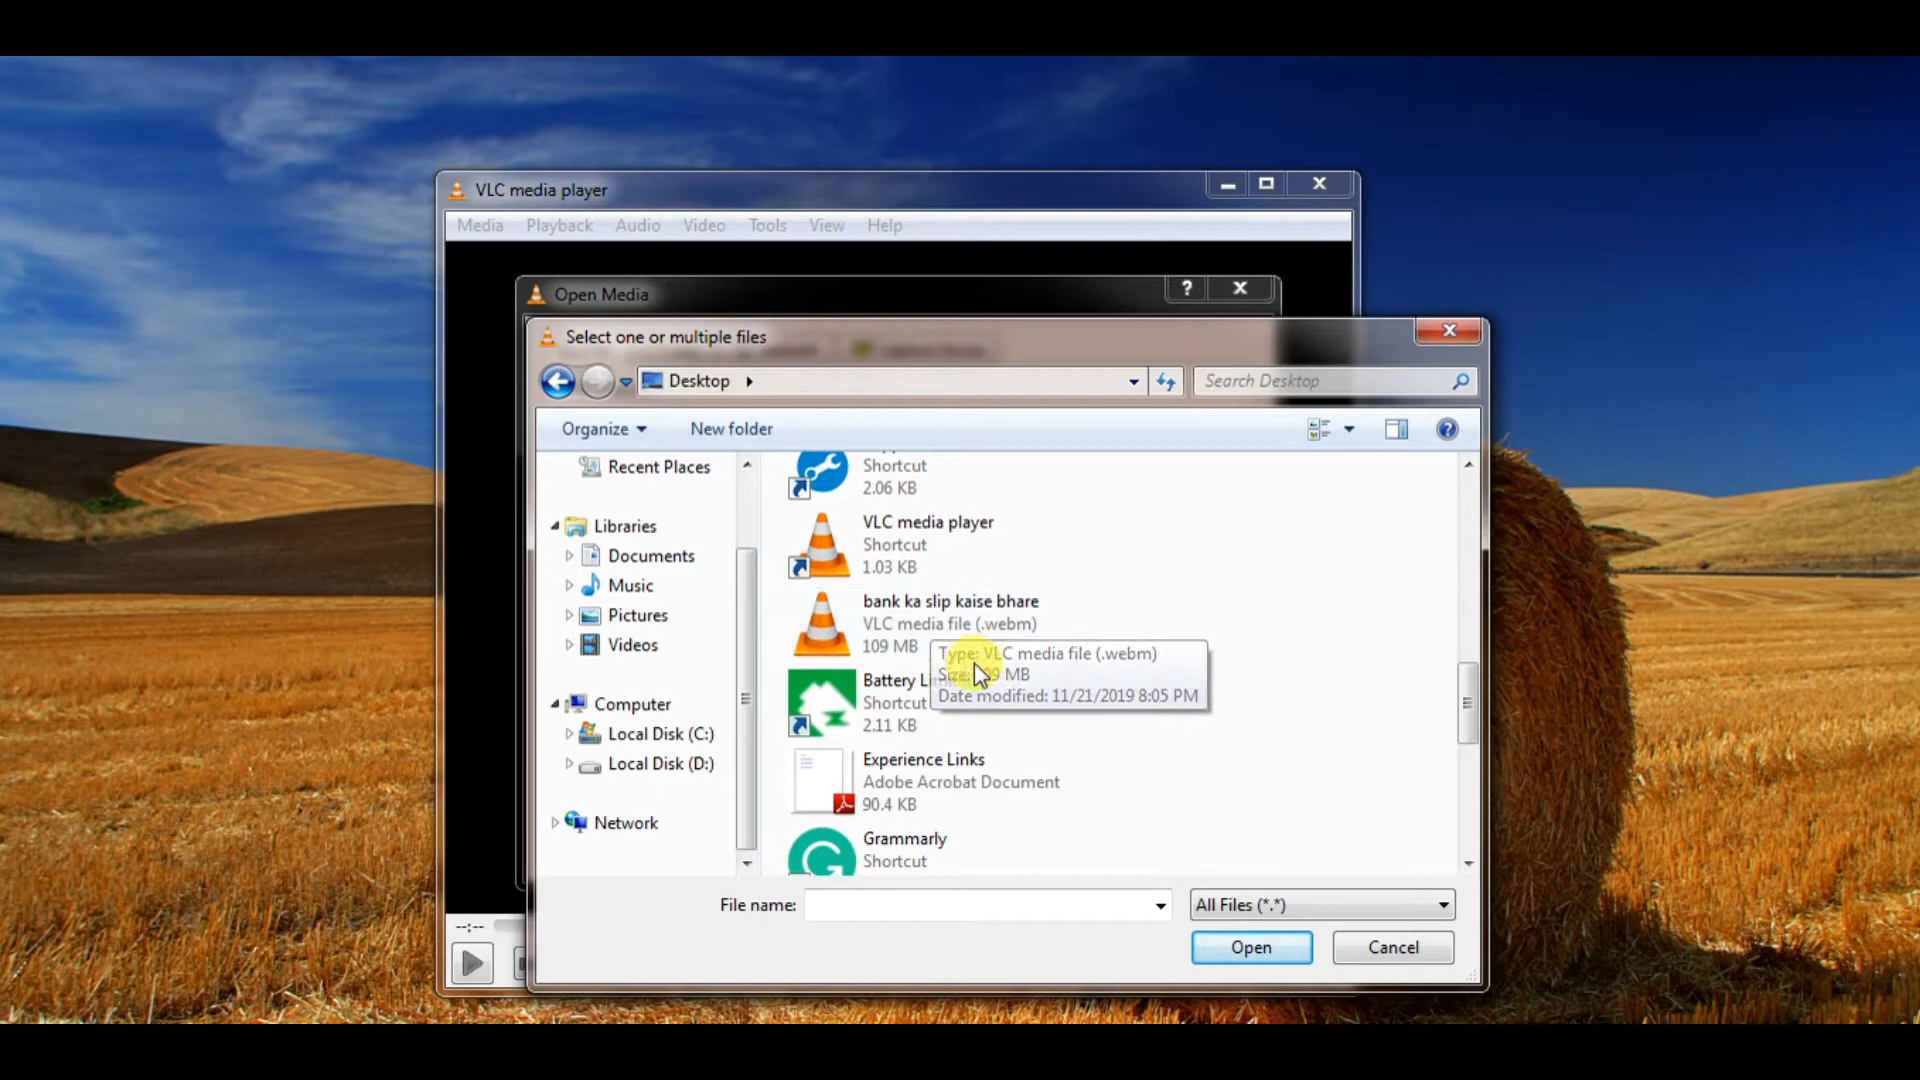 VLC media player
Media Playback Audio Video Tools View Help
Open Media
?
Select one or multiple files
Desktop
Search Desktop
Organize
New folder
Recent Places
Libraries
Documents
Music
Pictures
Videos
Computer
Local Disk (C:)
Local Disk (D:)
Network
Shortcut
2.06 KB
VLC media player
Shortcut
1.03 KB
bank ka slip kaise bhare
VLC media file (.webm)
109 MB
Type: VLC media file (.webm)
Size: MB
Date modified: 11/21/2019 8:05 PM
Battery
Shortcut
2.11 KB
Experience Links
Adobe Acrobat Document
90.4 KB
Grammarly
Shortcut
File name:
All Files (*.*)
Open
Cancel
--:--